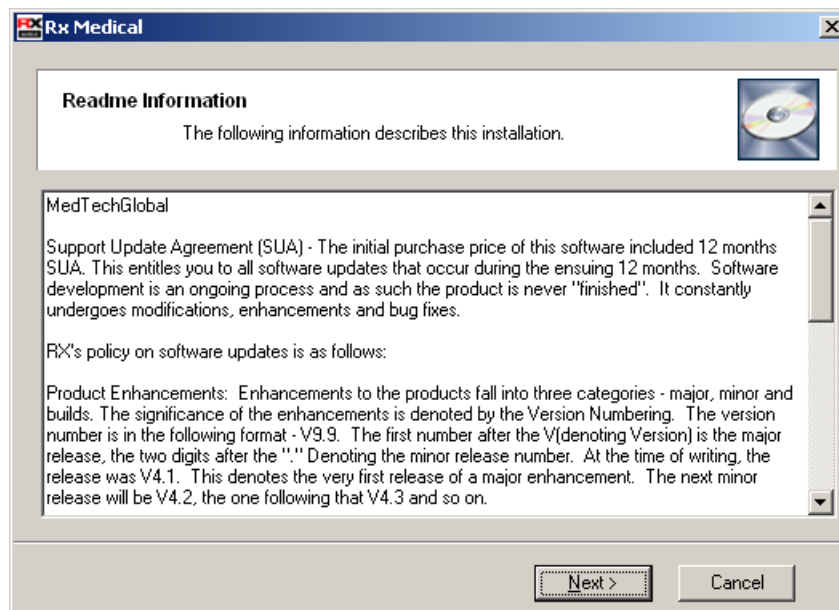 Rx Medical
Readme Information
The following information describes this installation.
MedTechGlobal
Support Update Agreement (SUA) - The initial purchase price of this software included 12 months
SUA. This entitles you to all software updates that occur during the ensuing 12 months.  Software
development is an ongoing process and as such the product is never "finished".  It constantly
undergoes modifications, enhancements and bug fixes.
RX's policy on software updates is as follows:
Product Enhancements:  Enhancements to the products fall into three categories - major, minor and
builds. The significance of the enhancements is denoted by the Version Numbering.  The version
number is in the following format - V9.9.  The first number after the V(denoting Version) is the major
release, the two digits after the "." Denoting the minor release number.  At the time of writing, the
release was V4.1.  This denotes the very first release of a major enhancement.  The next minor
release will be V4.2, the one following that V4.3 and so on.
Next >
Cancel